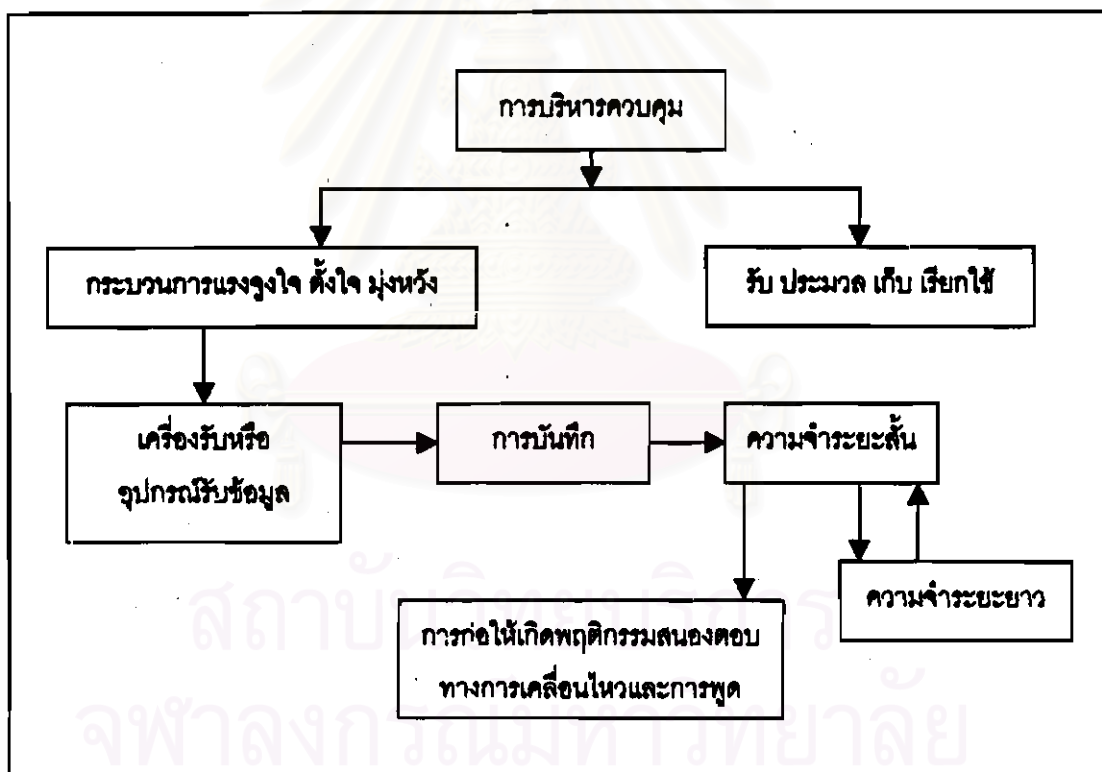 การบริหารควบคุม
กระบวนการแรงจูงใจ ตั้งใจ มุ่งหวัง
รับ ประมวล เก็บ เรียกใช้
เครื่องรับหรือ
อุปกรณ์รับข้อมูล
การบันทึก
ความจำระยะสั้น
ความจำระยะยาว
การก่อให้เกิดพฤติกรรมสนองตอบ
ทางการเคลื่อนไหวและการพูด
สถาบันวิทยบริการ
จุฬาลงกรณ์มหาวิทยาลัย